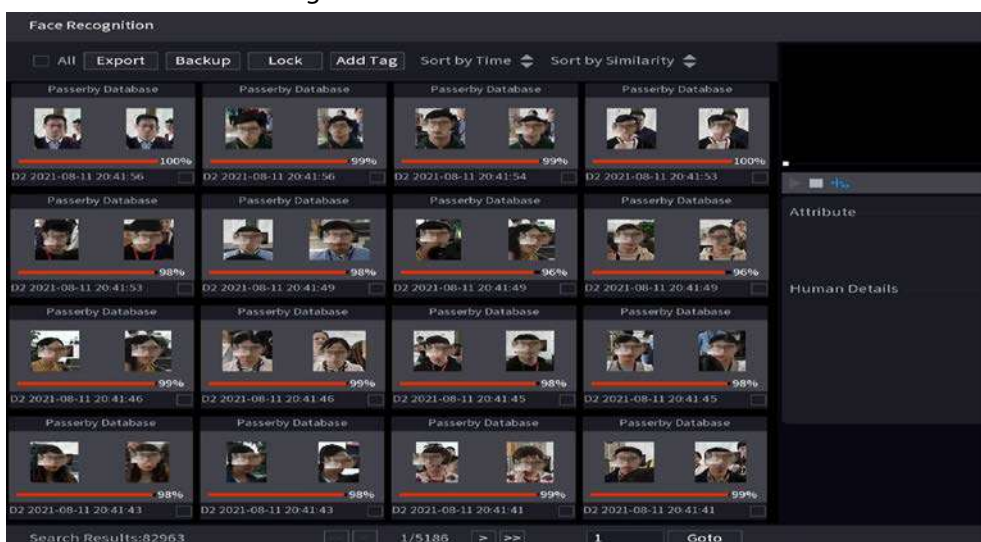 Face Recognition
All Export Backup Lock Add Tag Sort by Time Sort by Similarity
Passerby Database Passerby Database Passerby Database Passerby Database
100% 99% 99% 100%
D2 2021-08-11 20:41:56 D2 2021-08-11 20:41:56 D2 2021-08-11 20:41:54 D2 2021-08-11 20:41:53
Attribute
Passerby Database Passerby Database Passerby Database Passerby Database
98% 98% 96% 96%
D2 2021-08-11 20:41:53 D2 2021-08-11 20:41:49 D2 2021-08-11 20:41:49 D2 2021-08-11 20:41:49
Human Details
Passerby Database Passerby Database Passerby Database Passerby Database
99% 99% 98% 98%
D2 2021-08-11 20:41:46 D2 2021-08-11 20:41:46 D2 2021-08-11 20:41:45 D2 2021-08-11 20:41:45
Passerby Database Passerby Database Passerby Database Passerby Database
98% 98% 99% 99%
D2 2021-08-11 20:41:43 D2 2021-08-11 20:41:43 D2 2021-08-11 20:41:41 D2 2021-08-11 20:41:41
Search Results:82963 1/5186 > >> 1 Goto